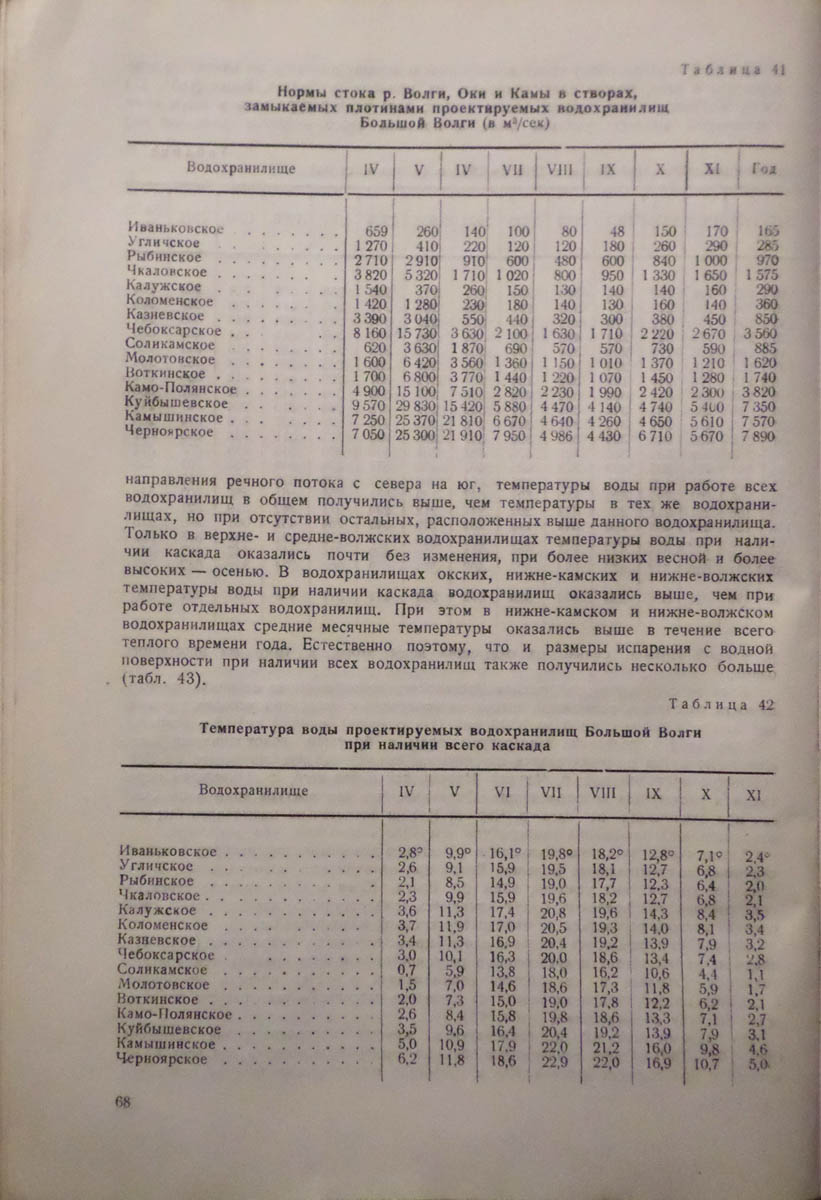 Таблица 41
Нормы стока р. Волги, Оки и Камы в створах,
замыкаемых плотинами проектируемых водохранилищ
Большой Волги (в м³/сек)
Водохранилище IV V IV VII VIII IX X XI Год
Иваньковское . . . . . . . 659 260 140 100 80 48 150 170 165
Угличское . . . . . . . . 1 270 410 220 120 120 180 260 290 285
Рыбинское . . . . . . . . 2 710 2 910 910 600 480 600 840 1 000 970
Чкаловское . . . . . . . . 3 820 5 320 1 710 1 020 800 950 1 330 1 650 1 575
Калужское . . . . . . . . 1 540 370 260 150 130 140 140 160 290
Коломенское . . . . . . . 1 420 1 280 230 180 140 130 160 140 360
Казневское . . . . . . . . 3 390 3 040 550 440 320 300 380 450 850
Чебоксарское . . . . 8 160 15 730 3 630 2 100 1 630 1 710 2 220 2 670 3 560
Соликамское . . . . . . . 620 3 630 1 870 690 570 570 730 590 885
Молотовское . . . . . . . 1 600 6 420 3 560 1 360 1 150 1 010 1 370 1 210 1 620
Воткинское . . . . . . . . 1 700 6 800 3 770 1 440 1 220 1 070 1 450 1 280 1 740
Камо-Полянское . . . . . . 4 900 15 100 7 510 2 820 2 230 1 990 2 420 2 300 3 820
Куйбышевское . . . . . . 9 570 29 830 15 420 5 880 4 470 4 140 4 740 5 400 7 350
Камышинское . . . . . . . 7 250 25 370 21 810 6 670 4 640 4 260 4 650 5 610 7 570
Черноярское . . . . . . . 7 050 25 300 21 910 7 950 4 986 4 430 6 710 5 670 7 890
направления речного потока с севера на юг, температуры воды при работе всех
водохранилищ в общем получились выше, чем температуры в тех же водохрани-
лищах, но при отсутствии остальных, расположенных выше данного водохранилища.
Только в верхне- и средне-волжских водохранилищах температуры воды при нали-
чии каскада оказались почти без изменения, при более низких весной и более
высоких — осенью. В водохранилищах окских, нижне-камских и нижне-волжских
температуры воды при наличии каскада водохранилищ оказались выше, чем при
работе отдельных водохранилищ. При этом в нижне-камском и нижне-волжском
водохранилищах средние месячные температуры оказались выше в течение всего
теплого времени года. Естественно поэтому, что и размеры испарения с водной
поверхности при наличии всех водохранилищ также получились несколько больше
(табл. 43).
Таблица 42
Температура воды проектируемых водохранилищ Большой Волги
при наличии всего каскада
Водохранилище IV V VI VII VIII IX X XI
Иваньковское . . . . . . . . . . 2,8° 9,9° 16,1° 19,8° 18,2° 12,8° 7,1° 2,4°
Угличское . . . . . . . . . . 2,6 9,1 15,9 19,5 18,1 12,7 6,8 2,3
Рыбинское . . . . . . . . . . 2,1 8,5 14,9 19,0 17,7 12,3 6,4 2,0
Чкаловское . . . . . . . . . . 2,3 9,9 15,9 19,6 18,2 12,7 6,8 2,1
Калужское . . . . . . . . . . 3,6 11,3 17,4 20,8 19,6 14,3 8,4 3,5
Коломенское . . . . . . . . . . 3,7 11,9 17,0 20,5 19,3 14,0 8,1 3,4
Казневское . . . . . . . . . . 3,4 11,3 16,9 20,4 19,2 13,9 7,9 3,2
Чебоксарское . . . . . . . . . 3,0 10,1 16,3 20,0 18,6 13,4 7,4 2,8
Соликамское . . . . . . . . . . 0,7 5,9 13,8 18,0 16,2 10,6 4,4 1,1
Молотовское . . . . . . . . . . 1,5 7,0 14,6 18,6 17,3 11,8 5,9 1,7
Воткинское . . . . . . . . . . 2,0 7,3 15,0 19,0 17,8 12,2 6,2 2,1
Камо-Полянское . . . . . . . . . 2,6 8,4 15,8 19,8 18,6 13,3 7,1 2,7
Куйбышевское . . . . . . . . . 3,5 9,6 16,4 20,4 19,2 13,9 7,9 3,1
Камышинское . . . . . . . . . . 5,0 10,9 17,9 22,0 21,2 16,0 9,8 4,6
Черноярское . . . . . . . . . . 6,2 11,8 18,6 22,9 22,0 16,9 10,7 5,0
68